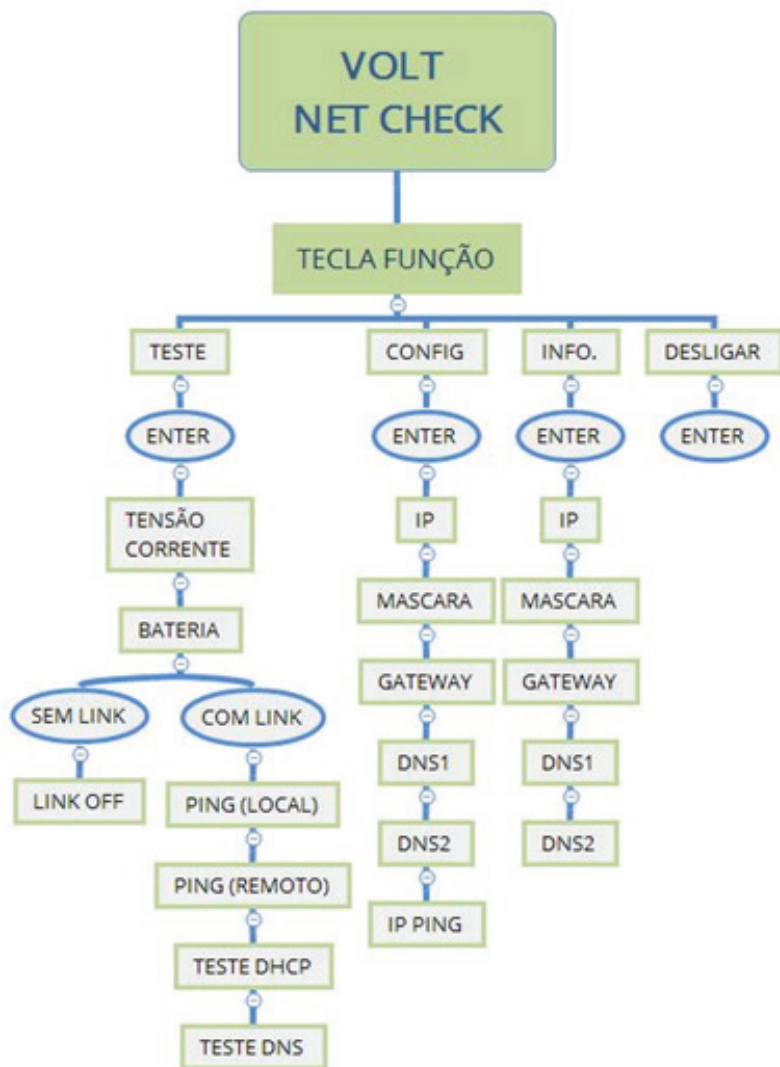 VOLT
NET CHECK
TECLA FUNÇÃO
TESTE
CONFIG
INFO.
DESLIGAR
ENTER
ENTER
ENTER
ENTER
TENSÃO
CORRENTE
IP
IP
BATERIA
MASCARA
MASCARA
SEM LINK
COM LINK
GATEWAY
GATEWAY
LINK OFF
PING (LOCAL)
DNS1
DNS1
PING (REMOTO)
DNS2
DNS2
TESTE DHCP
IP PING
TESTE DNS